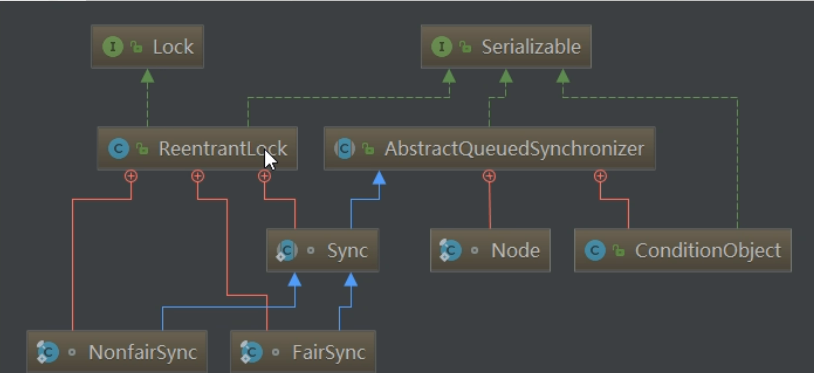 I Lock
I Serializable
C ReentrantLock
C AbstractQueuedSynchronizer
C Sync
C Node
C ConditionObject
C NonfairSync
C FairSync